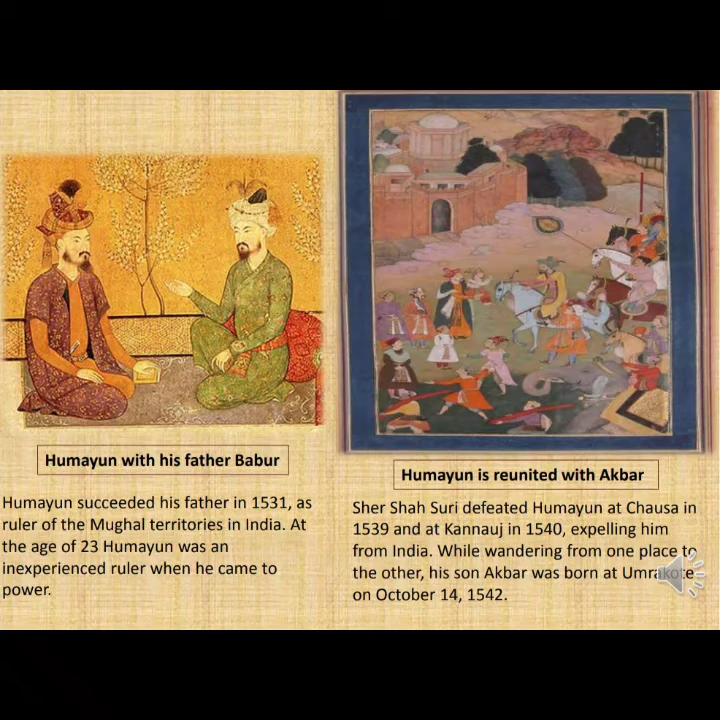 Humayun with his father Babur
Humayun succeeded his father in 1531, as
ruler of the Mughal territories in India. At
the age of 23 Humayun was an
inexperienced ruler when he came to
power.
Humayun is reunited with Akbar
Sher Shah Suri defeated Humayun at Chausa in
1539 and at Kannauj in 1540, expelling him
from India. While wandering from one place to
the other, his son Akbar was born at Umrakote
on October 14, 1542.